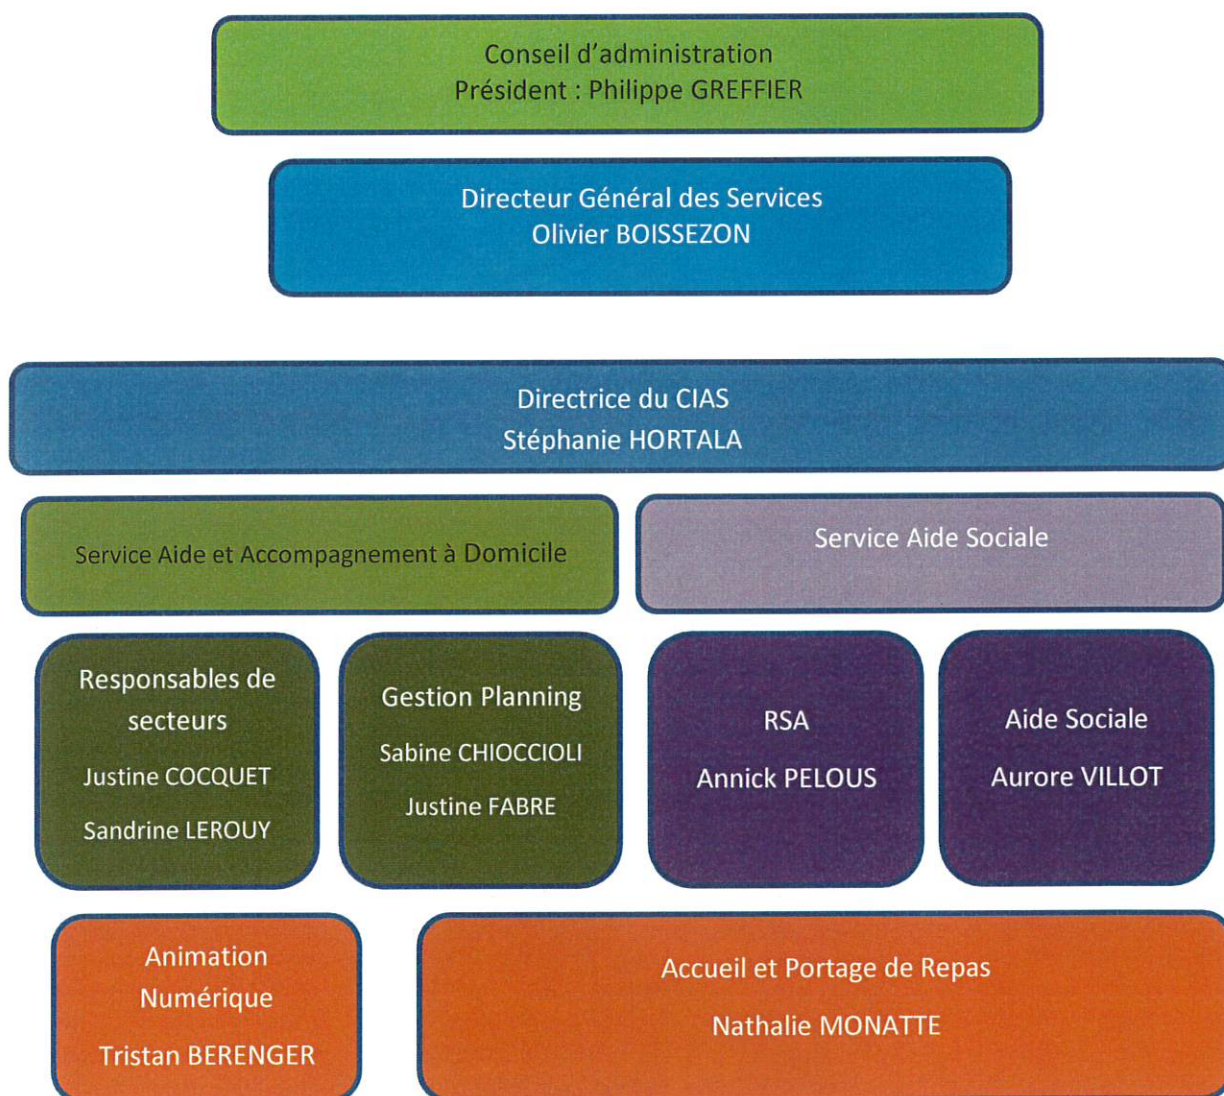 Conseil d’administration
Président : Philippe GREFFIER
Directeur Général des Services
Olivier BOISSEZON
Directrice du CIAS
Stéphanie HORTALA
Service Aide et Accompagnement à Domicile
Service Aide Sociale
Responsables de
secteurs
Justine COCQUET
Sandrine LEROUY
Gestion Planning
Sabine CHIOCCIOLI
Justine FABRE
RSA
Annick PELOUS
Aide Sociale
Aurore VILLOT
Animation
Numérique
Tristan BERENGER
Accueil et Portage de Repas
Nathalie MONATTE